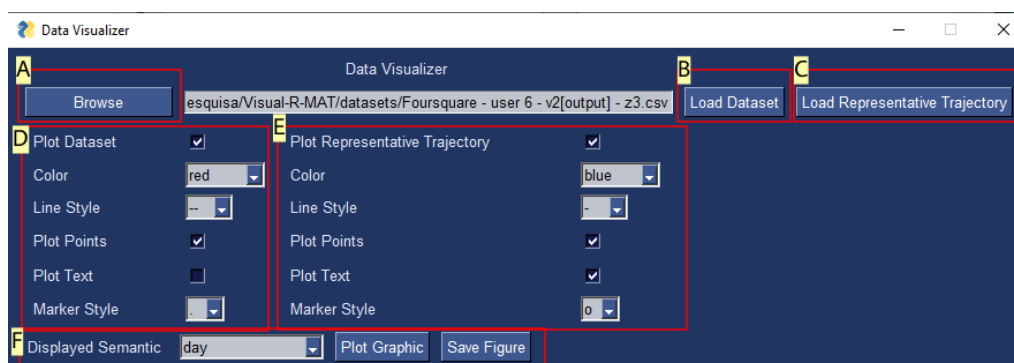 Data Visualizer
A Data Visualizer B C
Browse esquisa/Visual-R-MAT/datasets/Foursquare - user 6 - v2[output] - z3.csv Load Dataset Load Representative Trajectory
D Plot Dataset E Plot Representative Trajectory
Color red Color blue
Line Style -- Line Style -
Plot Points Plot Points
Plot Text Plot Text
Marker Style . Marker Style o
F Displayed Semantic day Plot Graphic Save Figure